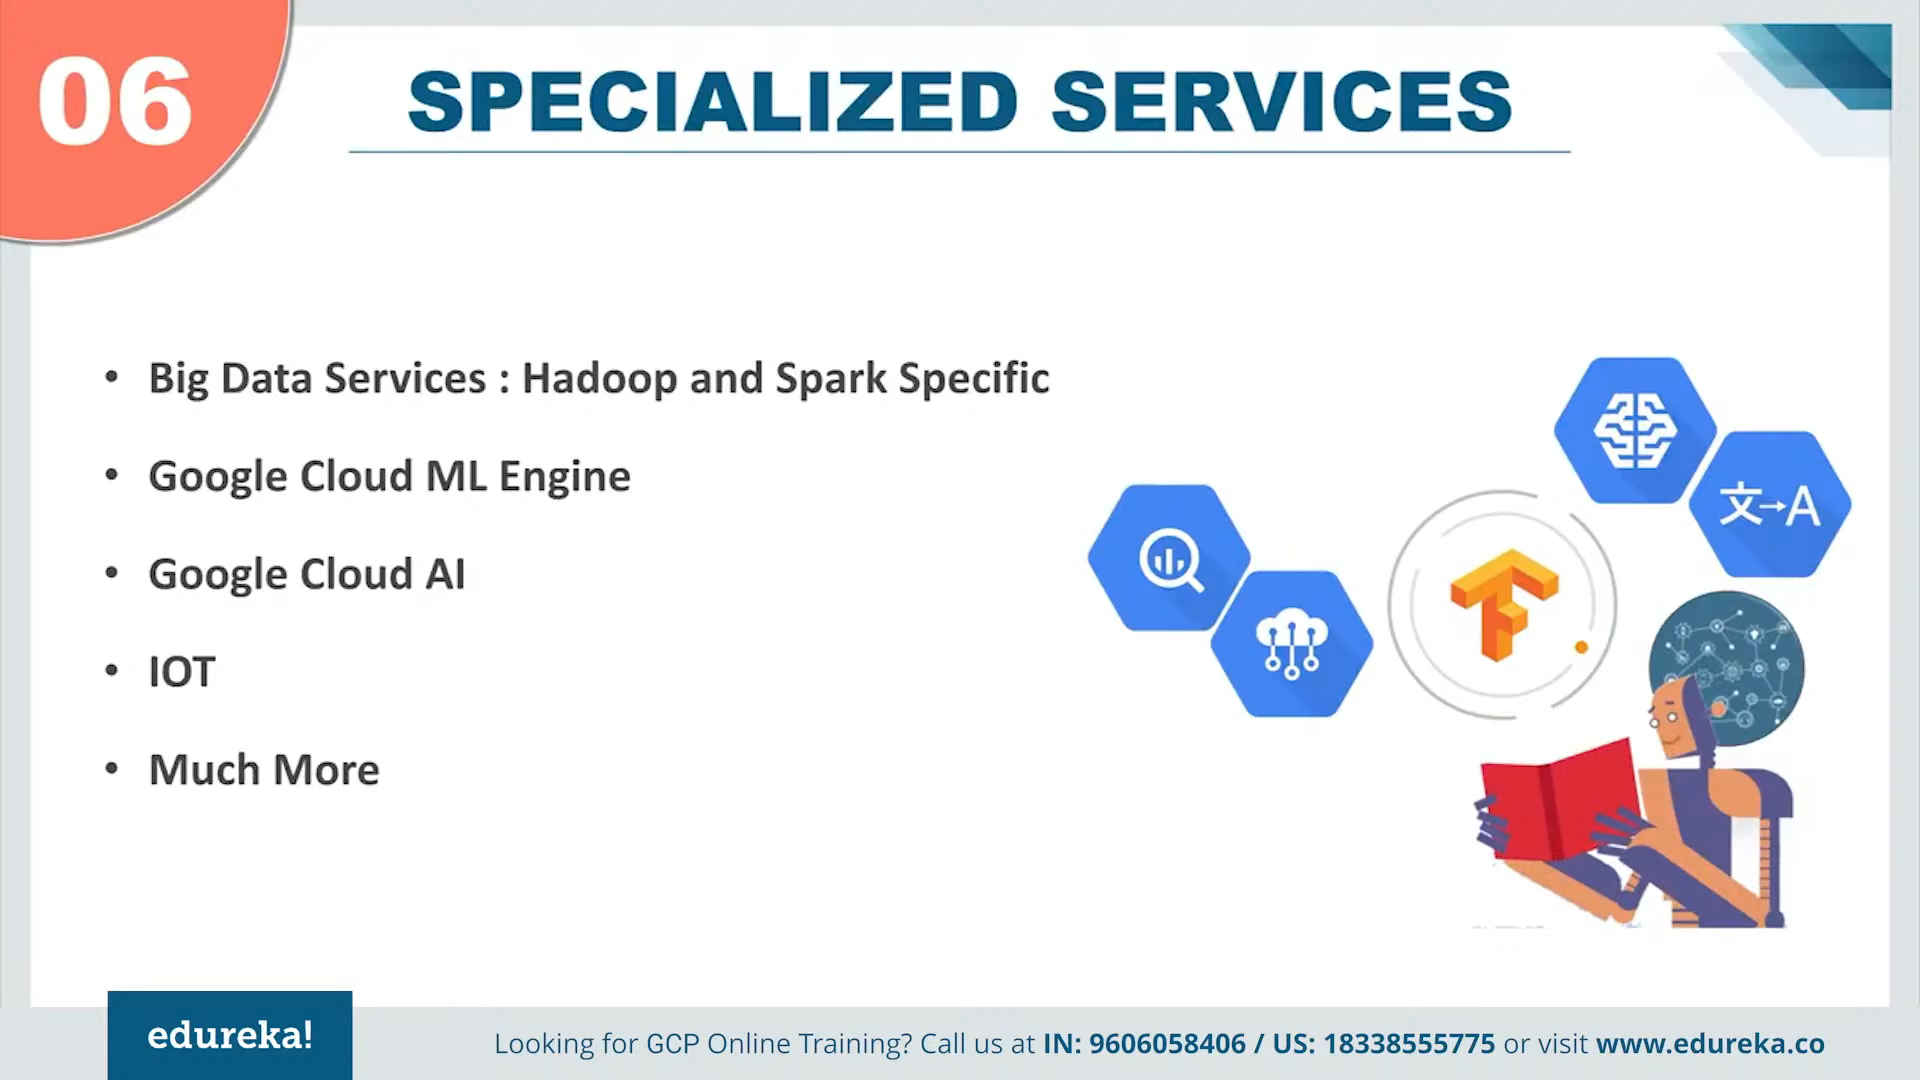 06
SPECIALIZED SERVICES
• Big Data Services : Hadoop and Spark Specific
• Google Cloud ML Engine
• Google Cloud AI
• IOT
• Much More
文→A
edureka!
Looking for GCP Online Training? Call us at IN: 9606058406 / US: 18338555775 or visit www.edureka.co